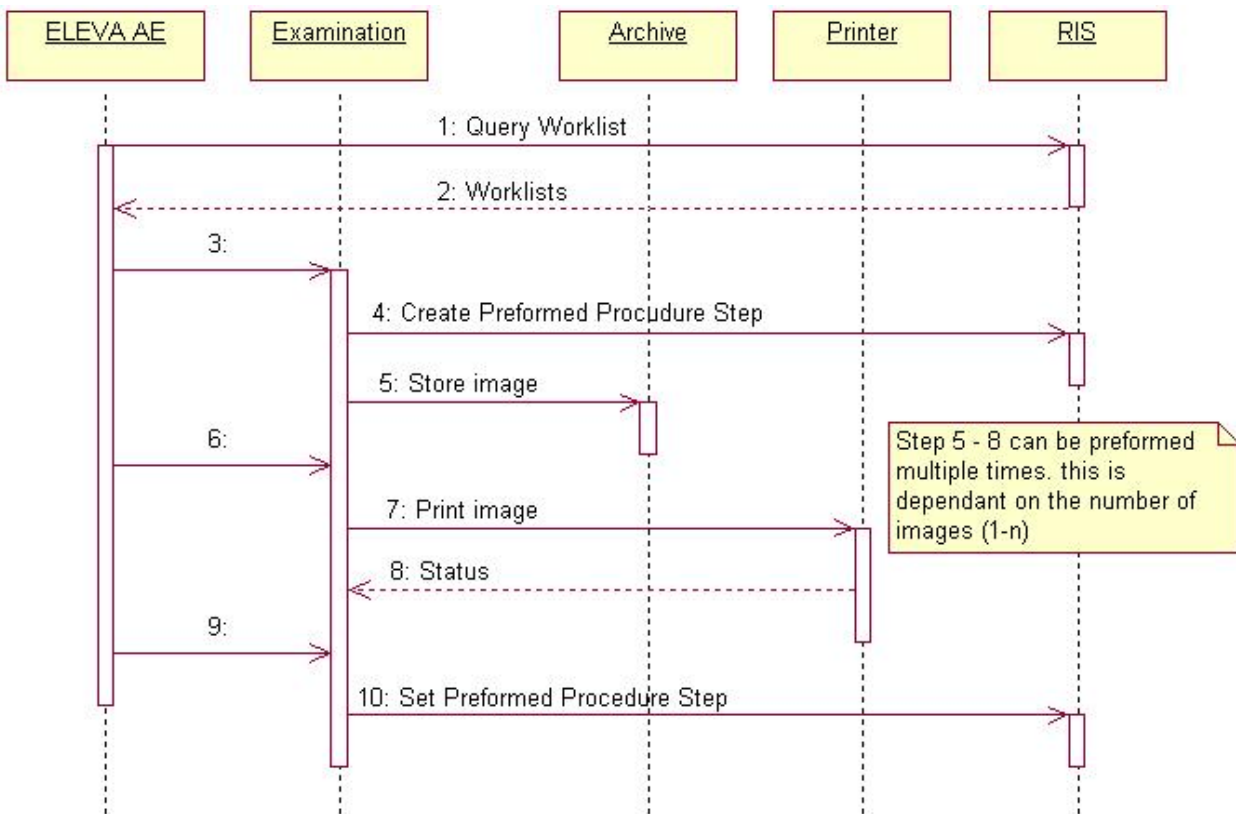 ELEVA AE
Examination
Archive
Printer
RIS
1: Query Worklist
2: Worklists
3:
4: Create Preformed Procudure Step
5: Store image
6:
Step 5 - 8 can be preformed
multiple times. this is
dependant on the number of
images (1-n)
7: Print image
8: Status
9:
10: Set Preformed Procedure Step